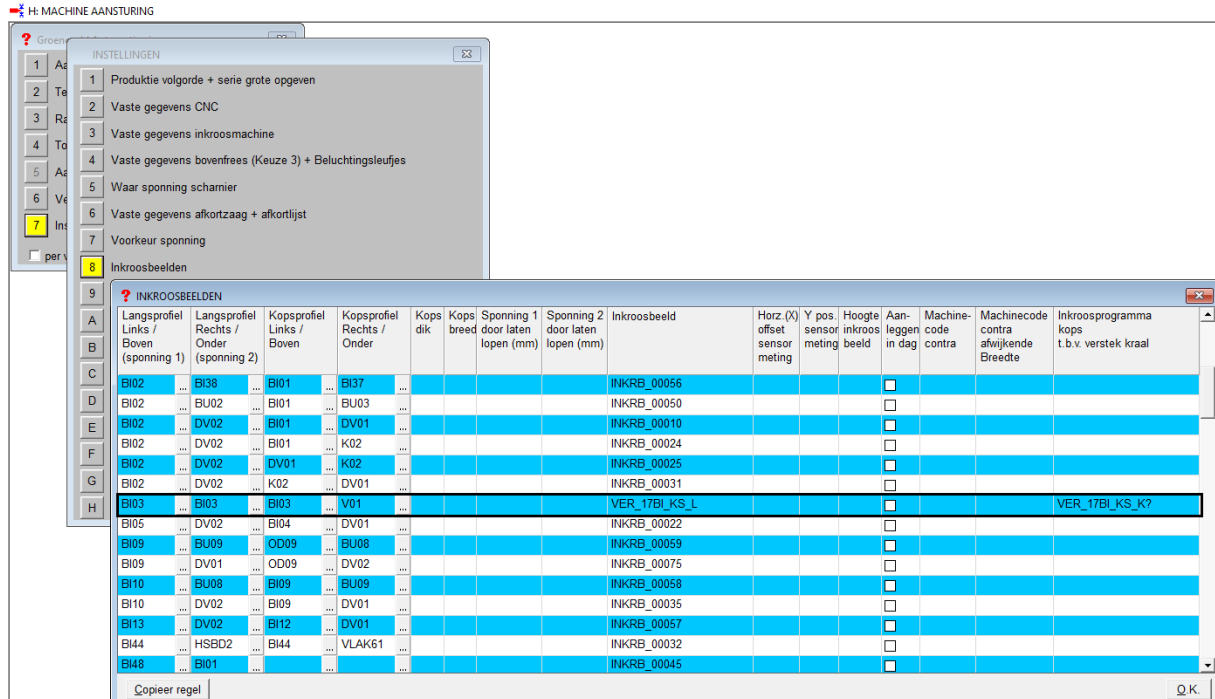 H: MACHINE AANSTURING
? Groen
1 Aa
2 Te
3 Ra
4 To
5 Aa
6 Ve
7 Ins
per v
INSTELLINGEN
1 Produktie volgorde + serie grote opgeven
2 Vaste gegevens CNC
3 Vaste gegevens inkroosmachine
4 Vaste gegevens bovenfrees (Keuze 3) + Beluchtingsleufjes
5 Waar sponning scharnier
6 Vaste gegevens afkortzaag + afkortlijst
7 Voorkeur sponning
8 Inkroosbeelden
9
A
B
C
D
E
F
G
H
? INKROOSBEELDEN
Langsprofiel Langsprofiel Kopsprofiel Kopsprofiel Kops Kops Sponning 1 Sponning 2 Inkroosbeeld Horz.(X) Y pos. Hoogte Aan- Machine- Machinecode Inkroosprogramma
Links / Rechts / Links / Rechts / dik breed door laten door laten offset sensor inkroos leggen code contra kops
Boven Onder Boven Onder lopen (mm) lopen (mm) sensor meting beeld in dag contra afwijkende t.b.v. verstek kraal
(sponning 1) (sponning 2) meting Breedte
BI02 ... BI38 ... BI01 ... BI37 ... INKRB_00056
BI02 ... BU02 ... BI01 ... BU03 ... INKRB_00050
BI02 ... DV02 ... BI01 ... DV01 ... INKRB_00010
BI02 ... DV02 ... BI01 ... K02 ... INKRB_00024
BI02 ... DV02 ... DV01 ... K02 ... INKRB_00025
BI02 ... DV02 ... K02 ... DV01 ... INKRB_00031
BI03 ... BI03 ... BI03 ... V01 ... VER_17BI_KS_L VER_17BI_KS_K?
BI05 ... DV02 ... BI04 ... DV01 ... INKRB_00022
BI09 ... BU09 ... OD09 ... BU08 ... INKRB_00059
BI09 ... DV01 ... OD09 ... DV02 ... INKRB_00075
BI10 ... BU08 ... BI09 ... BU09 ... INKRB_00058
BI10 ... DV02 ... BI09 ... DV01 ... INKRB_00035
BI13 ... DV02 ... BI12 ... DV01 ... INKRB_00057
BI44 ... HSBD2 ... BI44 ... VLAK61 ... INKRB_00032
BI48 ... BI01 ... ... ... INKRB_00045
Copieer regel
O.K.